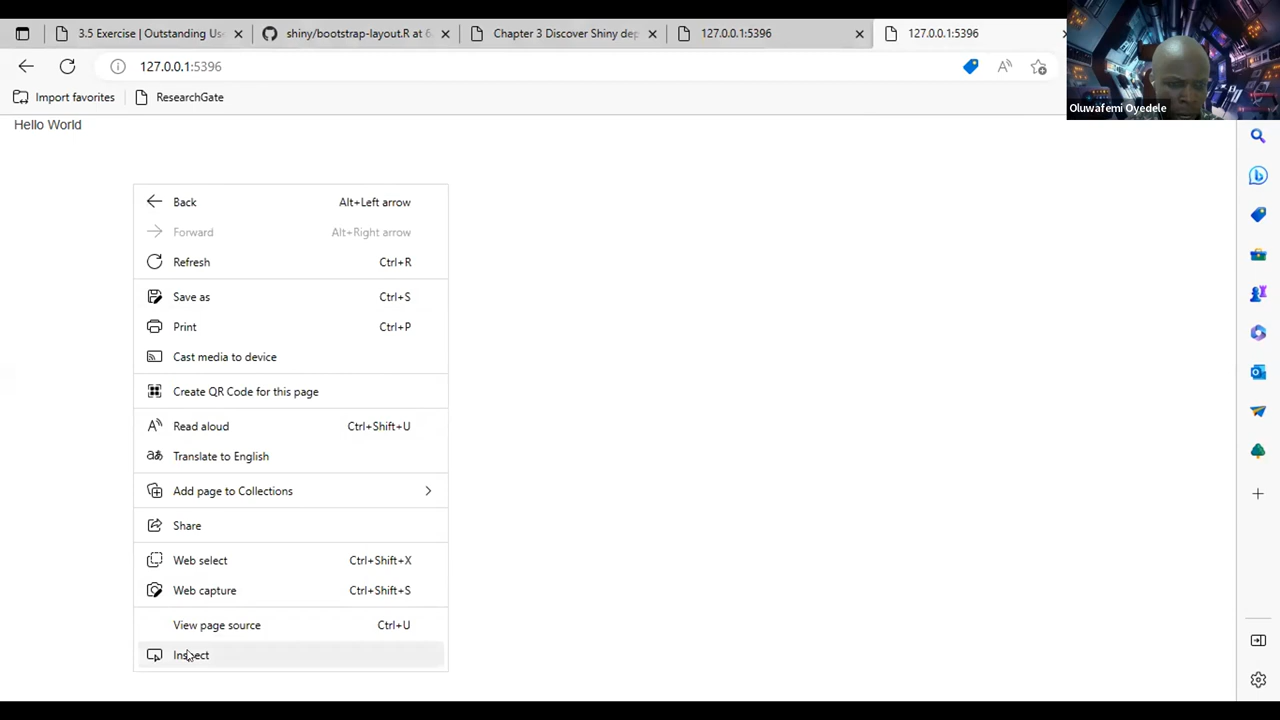 3.5 Exercise | Outstanding Us
shiny/bootstrap-layout.R at 6
Chapter 3 Discover Shiny dep
127.0.0.1:5396
127.0.0.1:5396
127.0.0.1:5396
Import favorites
ResearchGate
Oluwafemi Oyedele
Hello World
Back Alt+Left arrow
Forward Alt+Right arrow
Refresh Ctrl+R
Save as Ctrl+S
Print Ctrl+P
Cast media to device
Create QR Code for this page
Read aloud Ctrl+Shift+U
Translate to English
Add page to Collections
Share
Web select Ctrl+Shift+X
Web capture Ctrl+Shift+S
View page source Ctrl+U
Inspect